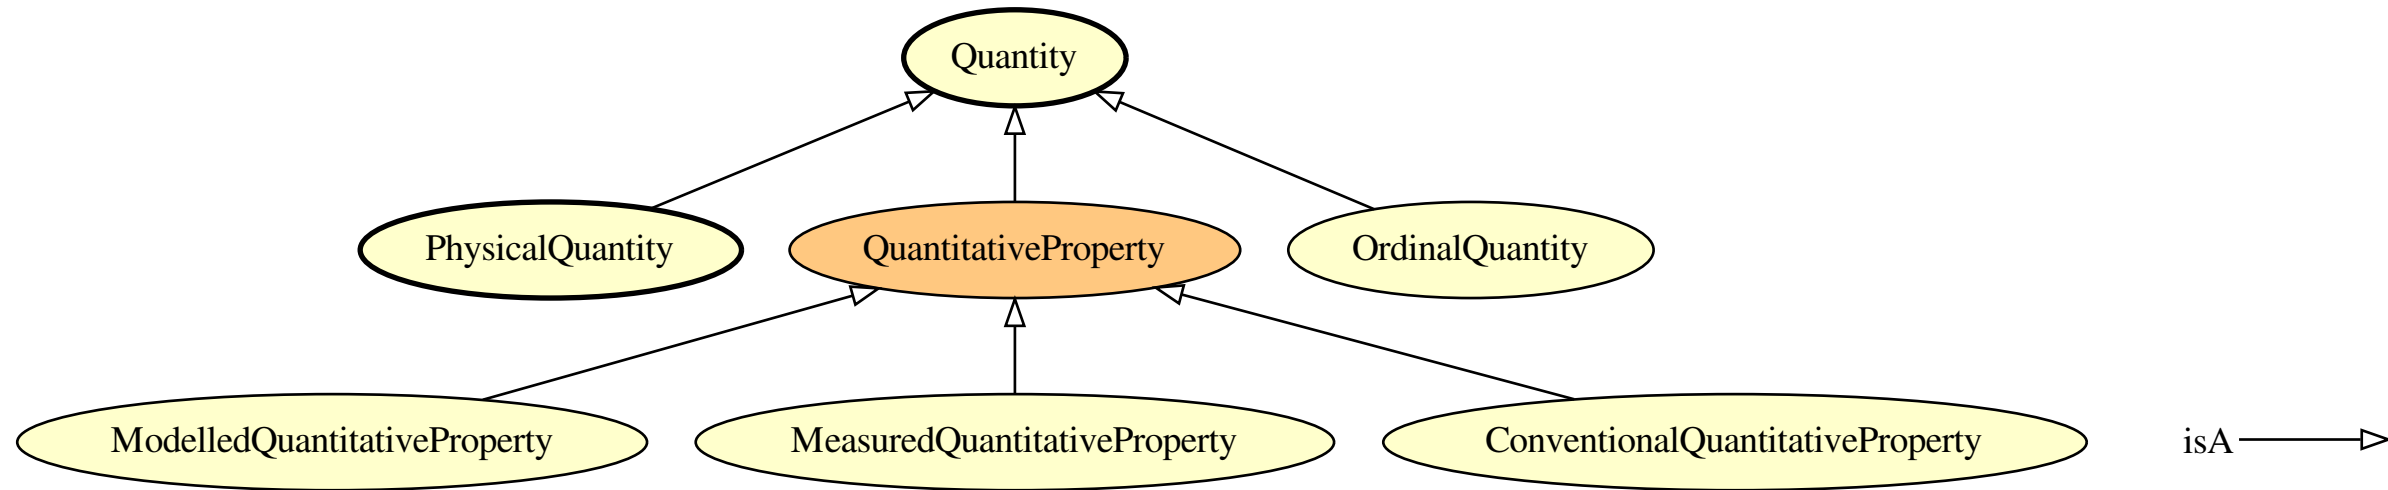 Quantity
PhysicalQuantity
QuantitativeProperty
OrdinalQuantity
ModelledQuantitativeProperty
MeasuredQuantitativeProperty
ConventionalQuantitativeProperty
isA